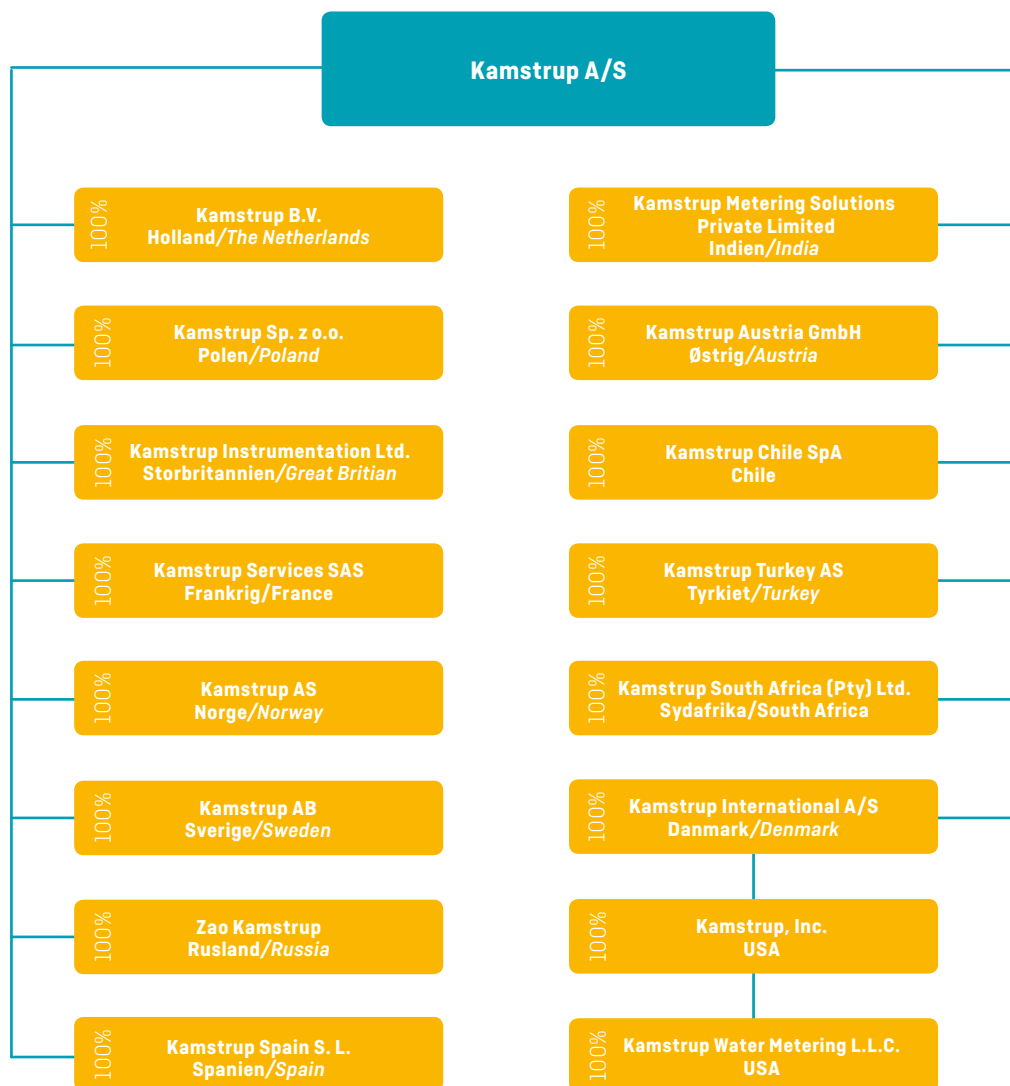 Kamstrup A/S
100%
Kamstrup B.V.
Holland/The Netherlands
100%
Kamstrup Sp. z o.o.
Polen/Poland
100%
Kamstrup Instrumentation Ltd.
Storbritannien/Great Britian
100%
Kamstrup Services SAS
Frankrig/France
100%
Kamstrup AS
Norge/Norway
100%
Kamstrup AB
Sverige/Sweden
100%
Zao Kamstrup
Rusland/Russia
100%
Kamstrup Spain S. L.
Spanien/Spain
100%
Kamstrup Metering Solutions
Private Limited
Indien/India
100%
Kamstrup Austria GmbH
Østrig/Austria
100%
Kamstrup Chile SpA
Chile
100%
Kamstrup Turkey AS
Tyrkiet/Turkey
100%
Kamstrup South Africa (Pty) Ltd.
Sydafrika/South Africa
100%
Kamstrup International A/S
Danmark/Denmark
100%
Kamstrup, Inc.
USA
100%
Kamstrup Water Metering L.L.C.
USA